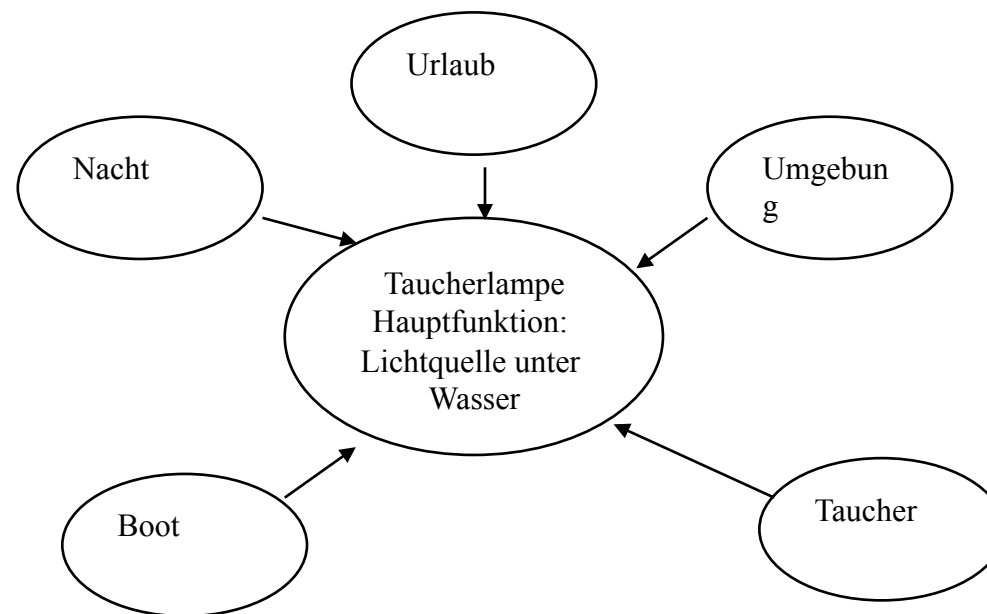 Urlaub
Nacht
Umgebun
g
Taucherlampe
Hauptfunktion:
Lichtquelle unter
Wasser
Boot
Taucher